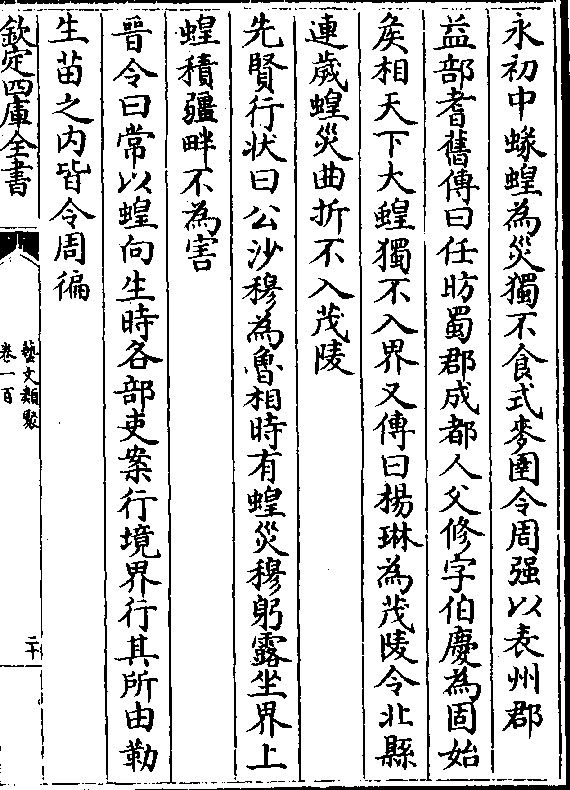 永初中蝝蝗為災獨不食式麥圉令周强以表州郡
益部耆舊傳曰任昉蜀郡成都人父修字伯慶為固始
矦相天下大蝗獨不入界又傳曰楊琳為茂陵令北縣
連歲蝗災曲折不入茂陵
先賢行状曰公沙穆為魯相時有蝗災穆躬露坐界上
蝗積疆畔不為害
晉令曰常以蝗向生時各部吏案行境界行其所由勒
生苗之内皆令周徧
欽定四庫全書
藝文類聚
卷一百
二十